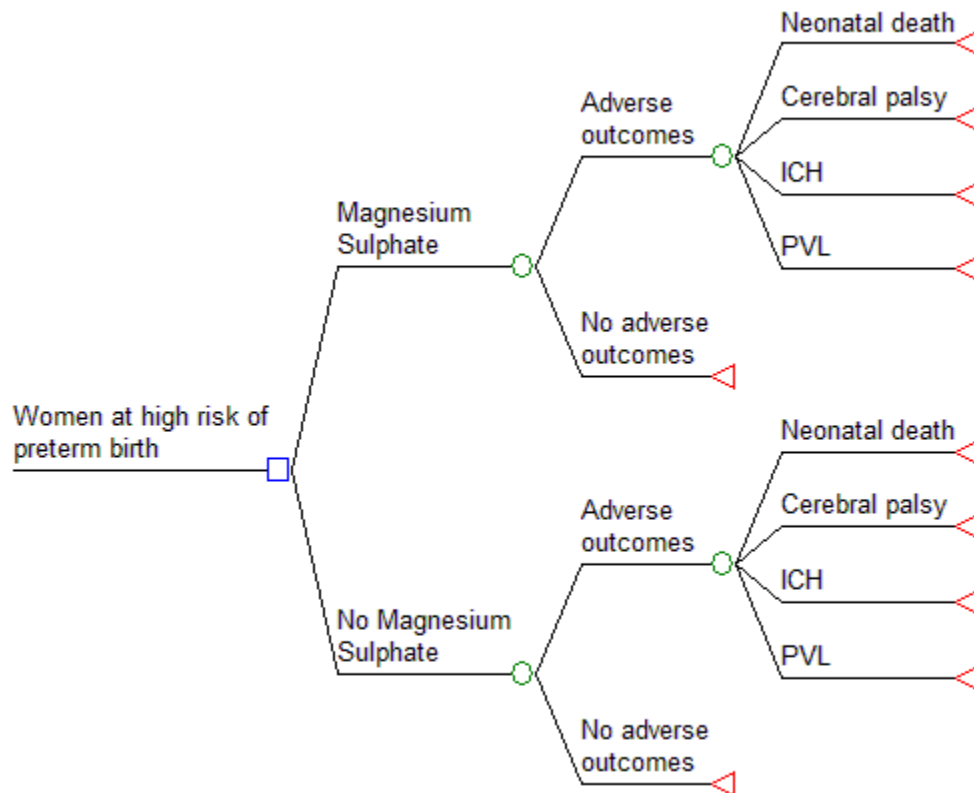 Neonatal death
Adverse
outcomes
Cerebral palsy
ICH
PVL
Magnesium
Sulphate
No adverse
outcomes
Women at high risk of
preterm birth
Neonatal death
Adverse
outcomes
Cerebral palsy
ICH
PVL
No Magnesium
Sulphate
No adverse
outcomes